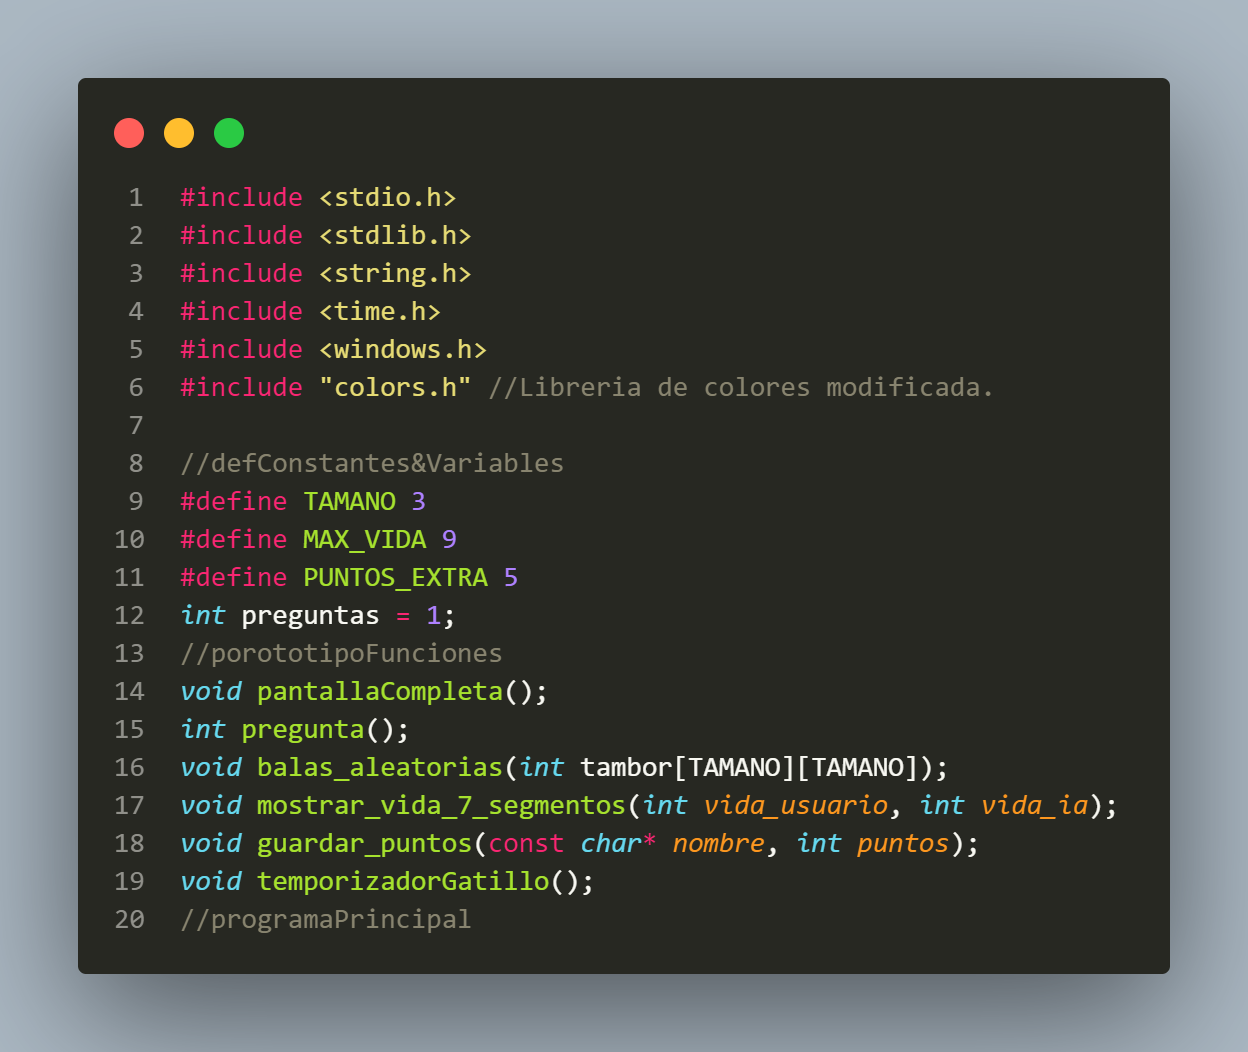 1 #include <stdio.h>
2 #include <stdlib.h>
3 #include <string.h>
4 #include <time.h>
5 #include <windows.h>
6 #include "colors.h" //Libreria de colores modificada.
7
8 //defConstantes&Variables
9 #define TAMANO 3
10 #define MAX_VIDA 9
11 #define PUNTOS_EXTRA 5
12 int preguntas = 1;
13 //porototipoFunciones
14 void pantallaCompleta();
15 int pregunta();
16 void balas_aleatorias(int tambor[TAMANO][TAMANO]);
17 void mostrar_vida_7_segmentos(int vida_usuario, int vida_ia);
18 void guardar_puntos(const char* nombre, int puntos);
19 void temporizadorGatillo();
20 //programaPrincipal